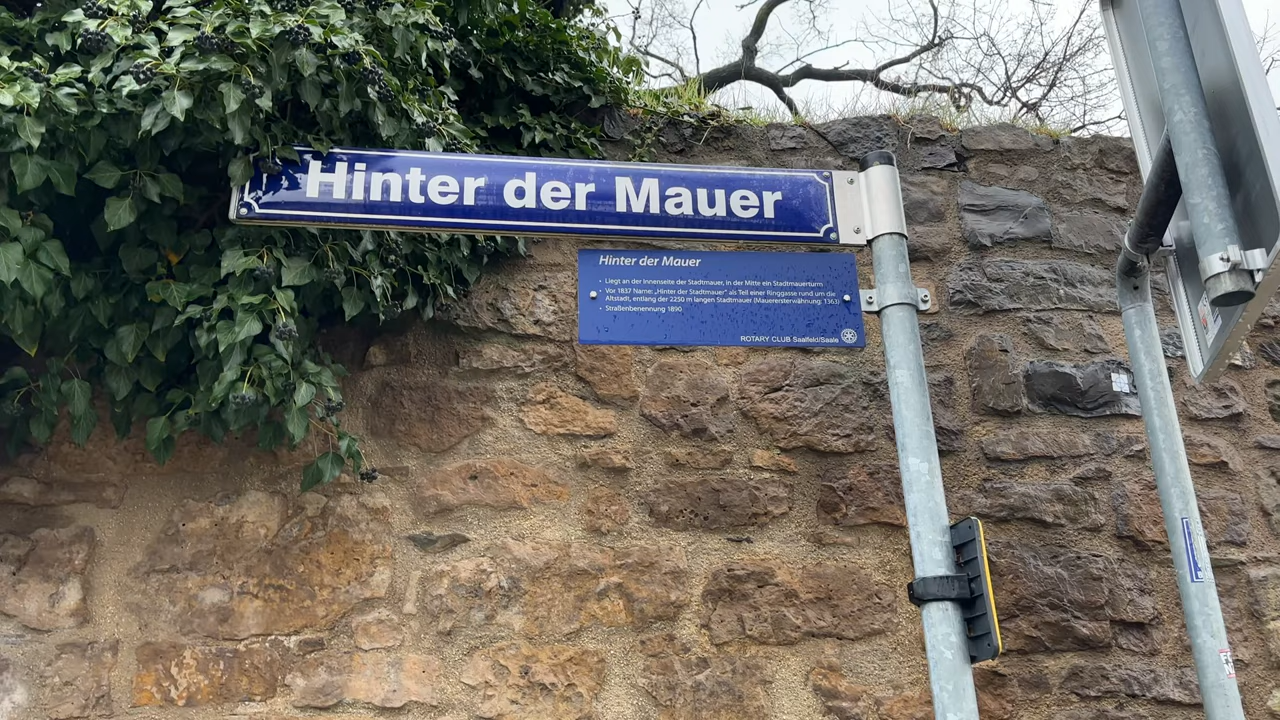 Hinter der Mauer
Hinter der Mauer
• Liegt an der Innenseite der Stadtmauer, in der Mitte ein Stadtmauerturm
• Vor 1837 Name: „Hinter der Stadtmauer" als Teil einer Ringgasse rund um die
Altstadt, entlang der 2250 m langen Stadtmauer (Mauerersterwähnung: 1363)
• Straßenbenennung 1890
ROTARY CLUB Saalfeld/Saale